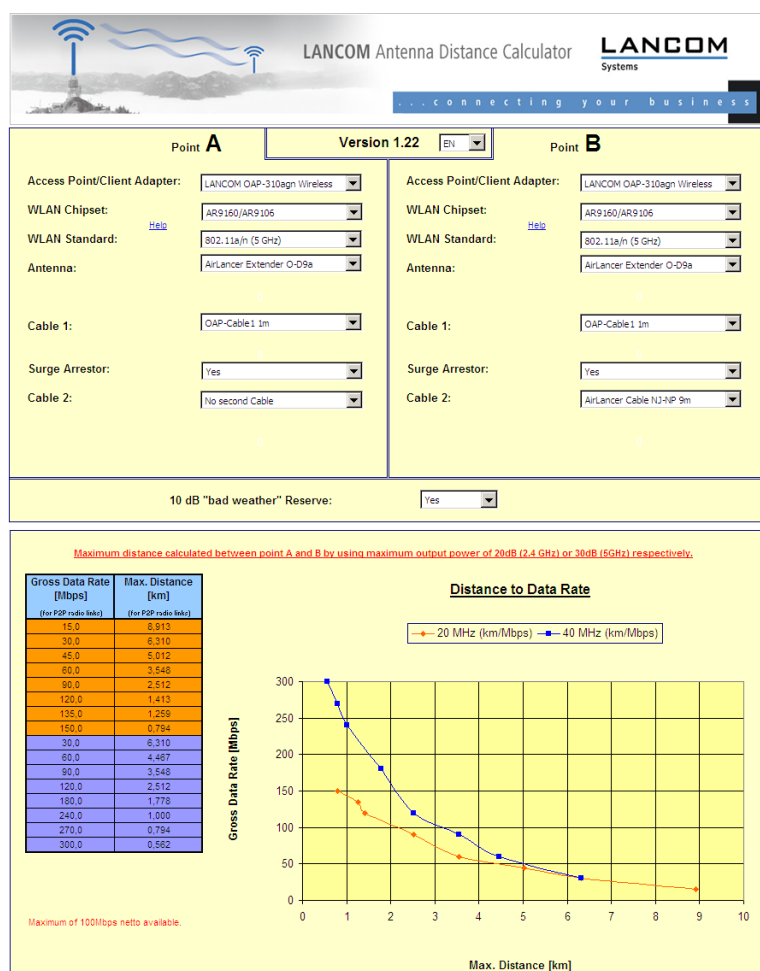 LANCOM Antenna Distance Calculator
LANCOM
Systems
...connecting your business
Point A
Version 1.22
EN
Point B
Access Point/Client Adapter:
LANCOM OAP-310agn Wireless
WLAN Chipset:
AR9160/AR9106
Help
WLAN Standard:
802.11a/n (5 GHz)
Antenna:
AirLancer Extender O-D9a
Cable 1:
OAP-Cable1 1m
Surge Arrestor:
Yes
Cable 2:
No second Cable
Access Point/Client Adapter:
LANCOM OAP-310agn Wireless
WLAN Chipset:
AR9160/AR9106
Help
WLAN Standard:
802.11a/n (5 GHz)
Antenna:
AirLancer Extender O-D9a
Cable 1:
OAP-Cable1 1m
Surge Arrestor:
Yes
Cable 2:
AirLancer Cable NJ-NP 9m
10 dB "bad weather" Reserve:
Yes
Maximum distance calculated between point A and B by using maximum output power of 20dB (2.4 GHz) or 30dB (5GHz) respectively.
Gross Data Rate [Mbps] (for P2P radio links) Max. Distance [km] (for P2P radio links)
15,0 8,913
30,0 6,310
45,0 5,012
60,0 3,548
90,0 2,512
120,0 1,413
135,0 1,259
150,0 0,794
30,0 6,310
60,0 4,467
90,0 3,548
120,0 2,512
180,0 1,778
240,0 1,000
270,0 0,794
300,0 0,562
Maximum of 100Mbps netto available.
Distance to Data Rate
20 MHz (km/Mbps) 40 MHz (km/Mbps)
Gross Data Rate [Mbps]
300
250
200
150
100
50
0
0 1 2 3 4 5 6 7 8 9 10
Max. Distance [km]